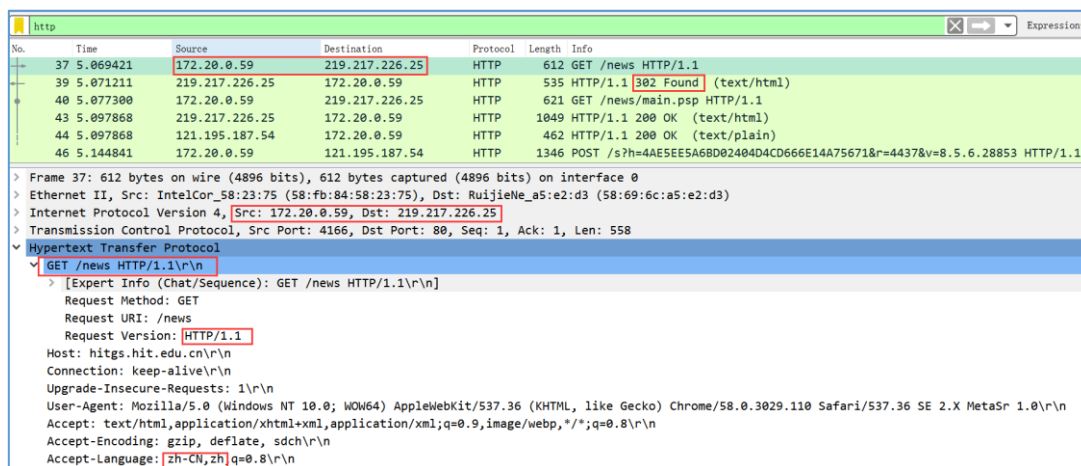 http
Expression
No. Time Source Destination Protocol Length Info
37 5.069421 172.20.0.59 219.217.226.25 HTTP 612 GET /news HTTP/1.1
39 5.071211 219.217.226.25 172.20.0.59 HTTP 535 HTTP/1.1 302 Found (text/html)
40 5.077300 172.20.0.59 219.217.226.25 HTTP 621 GET /news/main.psp HTTP/1.1
43 5.097868 219.217.226.25 172.20.0.59 HTTP 1049 HTTP/1.1 200 OK (text/html)
44 5.097868 121.195.187.54 172.20.0.59 HTTP 462 HTTP/1.1 200 OK (text/plain)
46 5.144841 172.20.0.59 121.195.187.54 HTTP 1346 POST /s?h=4AE5EE5A6BD02404D4CD666E14A75671&r=4437&v=8.5.6.28853 HTTP/1.1
> Frame 37: 612 bytes on wire (4896 bits), 612 bytes captured (4896 bits) on interface 0
> Ethernet II, Src: IntelCor_58:23:75 (58:fb:84:58:23:75), Dst: RuijieNe_a5:e2:d3 (58:69:6c:a5:e2:d3)
> Internet Protocol Version 4, Src: 172.20.0.59, Dst: 219.217.226.25
> Transmission Control Protocol, Src Port: 4166, Dst Port: 80, Seq: 1, Ack: 1, Len: 558
Hypertext Transfer Protocol
GET /news HTTP/1.1\r\n
> [Expert Info (Chat/Sequence): GET /news HTTP/1.1\r\n]
Request Method: GET
Request URI: /news
Request Version: HTTP/1.1
Host: hitgs.hit.edu.cn\r\n
Connection: keep-alive\r\n
Upgrade-Insecure-Requests: 1\r\n
User-Agent: Mozilla/5.0 (Windows NT 10.0; WOW64) AppleWebKit/537.36 (KHTML, like Gecko) Chrome/58.0.3029.110 Safari/537.36 SE 2.X MetaSr 1.0\r\n
Accept: text/html,application/xhtml+xml,application/xml;q=0.9,image/webp,*/*;q=0.8\r\n
Accept-Encoding: gzip, deflate, sdch\r\n
Accept-Language: zh-CN,zh;q=0.8\r\n